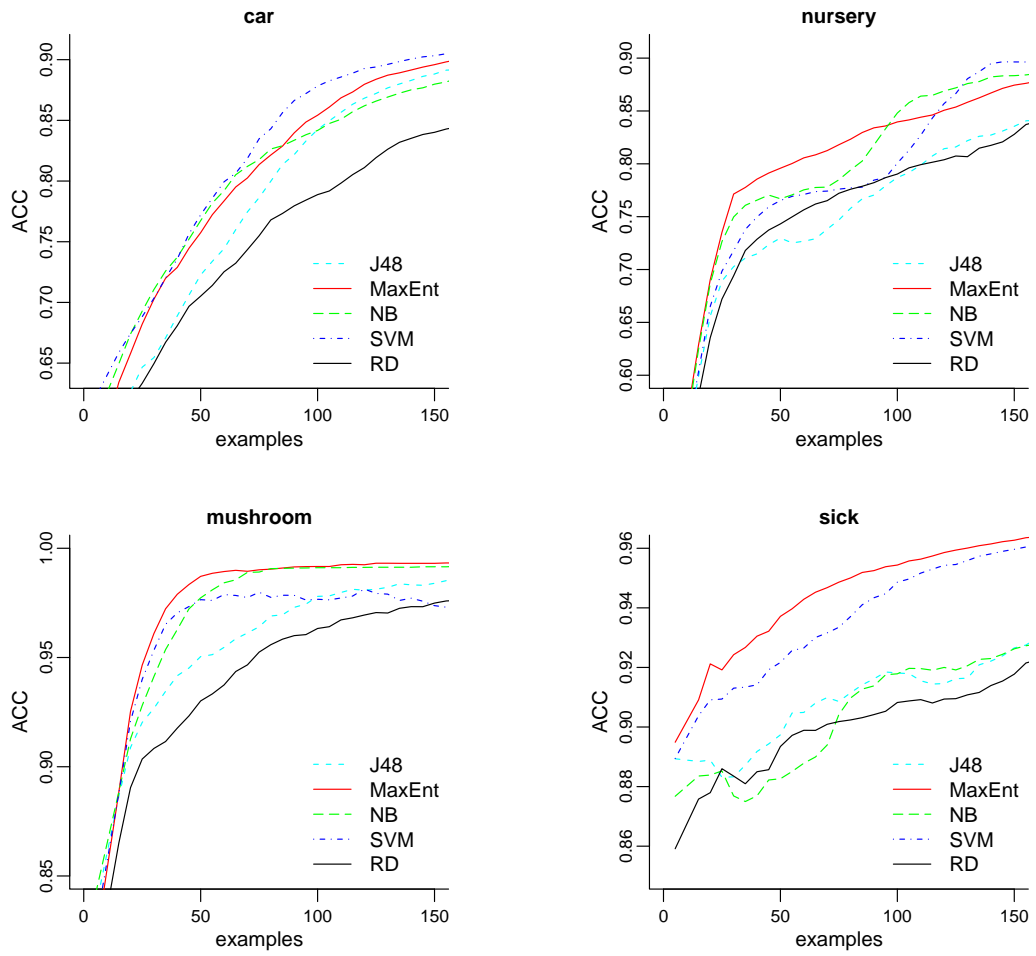 car
ACC
0.90
0.85
0.80
0.75
0.70
0.65
J48
MaxEnt
NB
SVM
RD
0 50 100 150
examples
nursery
ACC
0.90
0.85
0.80
0.75
0.70
0.65
0.60
J48
MaxEnt
NB
SVM
RD
0 50 100 150
examples
mushroom
ACC
1.00
0.95
0.90
0.85
J48
MaxEnt
NB
SVM
RD
0 50 100 150
examples
sick
ACC
0.96
0.94
0.92
0.90
0.88
0.86
J48
MaxEnt
NB
SVM
RD
0 50 100 150
examples